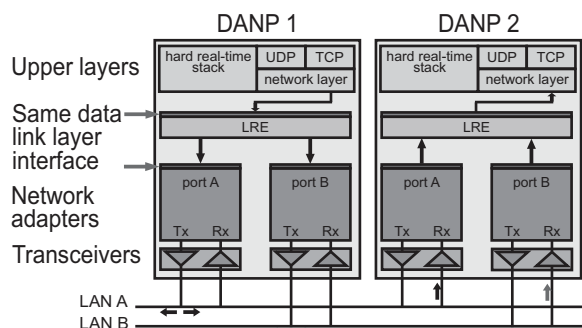 DANP 1
DANP 2
Upper layers
hard real-time
stack
UDP
TCP
network layer
hard real-time
stack
UDP
TCP
network layer
Same data
link layer
interface
LRE
LRE
Network
adapters
port A
Tx
Rx
port B
port A
Tx
Rx
port B
Tx
Rx
Transceivers
LAN A
LAN B